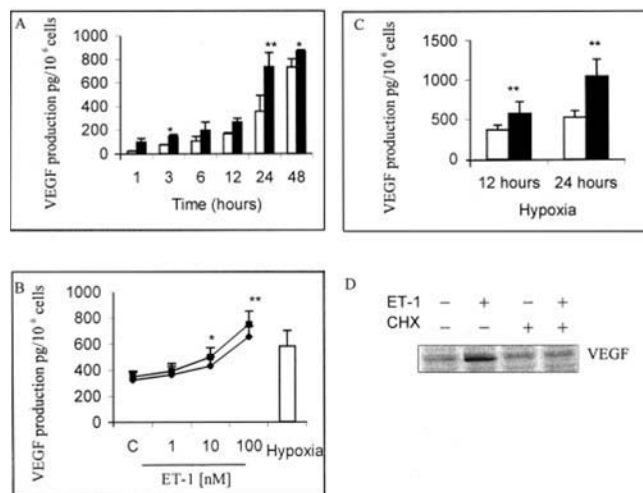 A
VEGF production pg/10⁶ cells
1000
800
600
400
200
0
* ** *
1 3 6 12 24 48
Time (hours)
C
VEGF production pg/10⁶ cells
1500
1000
500
0
** **
12 hours 24 hours
Hypoxia
B
VEGF production pg/10⁶ cells
1000
800
600
400
200
0
* **
C 1 10 100 Hypoxia
ET-1 [nM]
D
ET-1 – + – +
CHX – – + +
VEGF